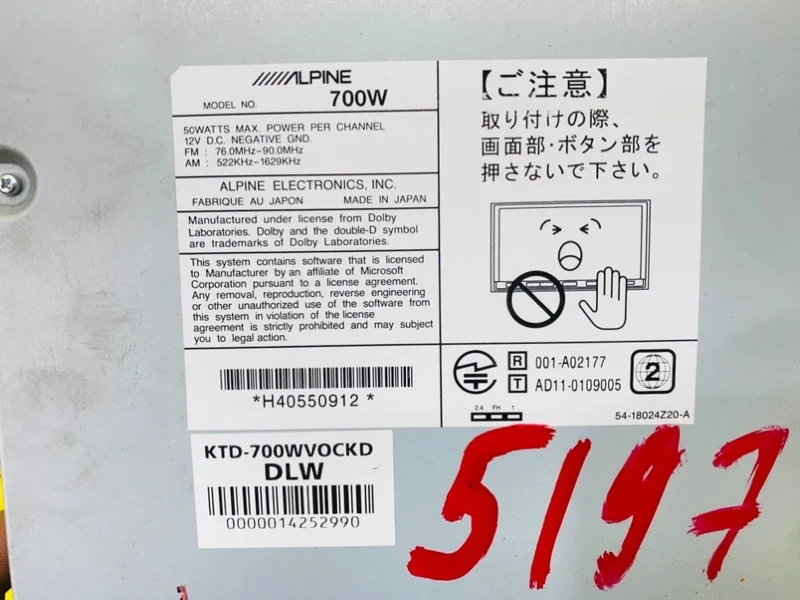 ALPINE
MODEL NO. 700W
50WATTS MAX. POWER PER CHANNEL
12V D.C. NEGATIVE GND.
FM : 76.0MHz-90.0MHz
AM : 522KHz-1629KHz
ALPINE ELECTRONICS, INC.
FABRIQUE AU JAPON MADE IN JAPAN
Manufactured under license from Dolby
Laboratories. Dolby and the double-D symbol
are trademarks of Dolby Laboratories.
This system contains software that is licensed
to Manufacturer by an affiliate of Microsoft
Corporation pursuant to a license agreement.
Any removal, reproduction, reverse engineering
or other unauthorized use of the software from
this system in violation of the license
agreement is strictly prohibited and may subject
you to legal action.
*H40550912 *
【ご注意】
取り付けの際、
画面部・ボタン部を
押さないで下さい。
R 001-A02177
T AD11-0109005
2
2.4 FH 1
54-18024Z20-A
KTD-700WVOCKD
DLW
0000014252990
5197